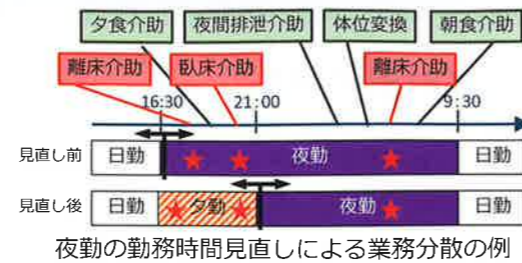 夕食介助 夜間排泄介助 体位変換 朝食介助
離床介助 臥床介助 離床介助
16:30 21:00 9:30
見直し前 日勤 夜勤 日勤
見直し後 日勤 夕勤 夜勤 日勤
夜勤の勤務時間見直しによる業務分散の例